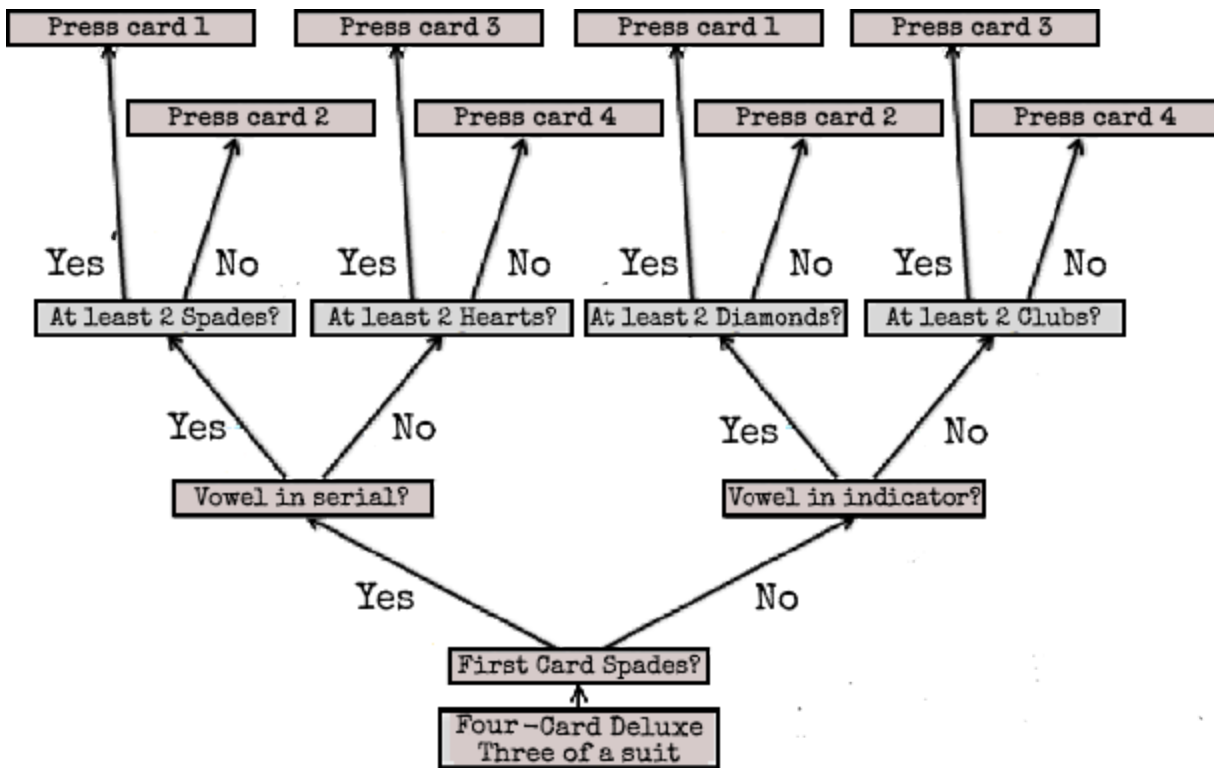 Press card 1
Press card 3
Press card 1
Press card 3
Press card 2
Press card 4
Press card 2
Press card 4
Yes
No
Yes
No
Yes
No
Yes
No
At least 2 Spades?
At least 2 Hearts?
At least 2 Diamonds?
At least 2 Clubs?
Yes
No
Yes
No
Vowel in serial?
Vowel in indicator?
Yes
No
First Card Spades?
Four-Card Deluxe
Three of a suit